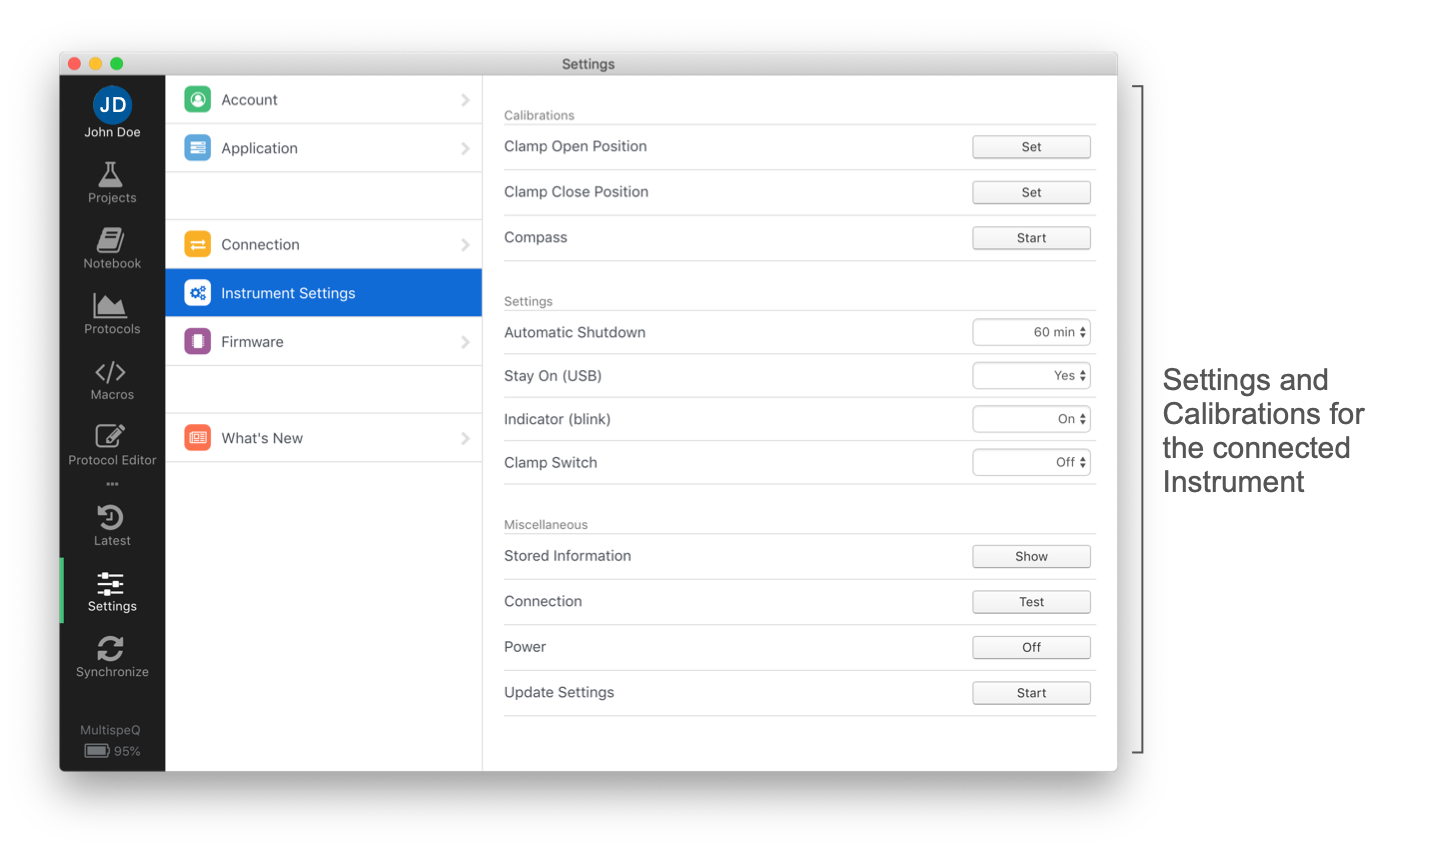 Settings
JD
John Doe
Projects
Notebook
Protocols
Macros
Protocol Editor
Latest
Settings
Synchronize
MultispeQ
95%
Account
Application
Connection
Instrument Settings
Firmware
What's New
Calibrations
Clamp Open Position Set
Clamp Close Position Set
Compass Start
Settings
Automatic Shutdown 60 min
Stay On (USB) Yes
Indicator (blink) On
Clamp Switch Off
Miscellaneous
Stored Information Show
Connection Test
Power Off
Update Settings Start
Settings and
Calibrations for
the connected
Instrument